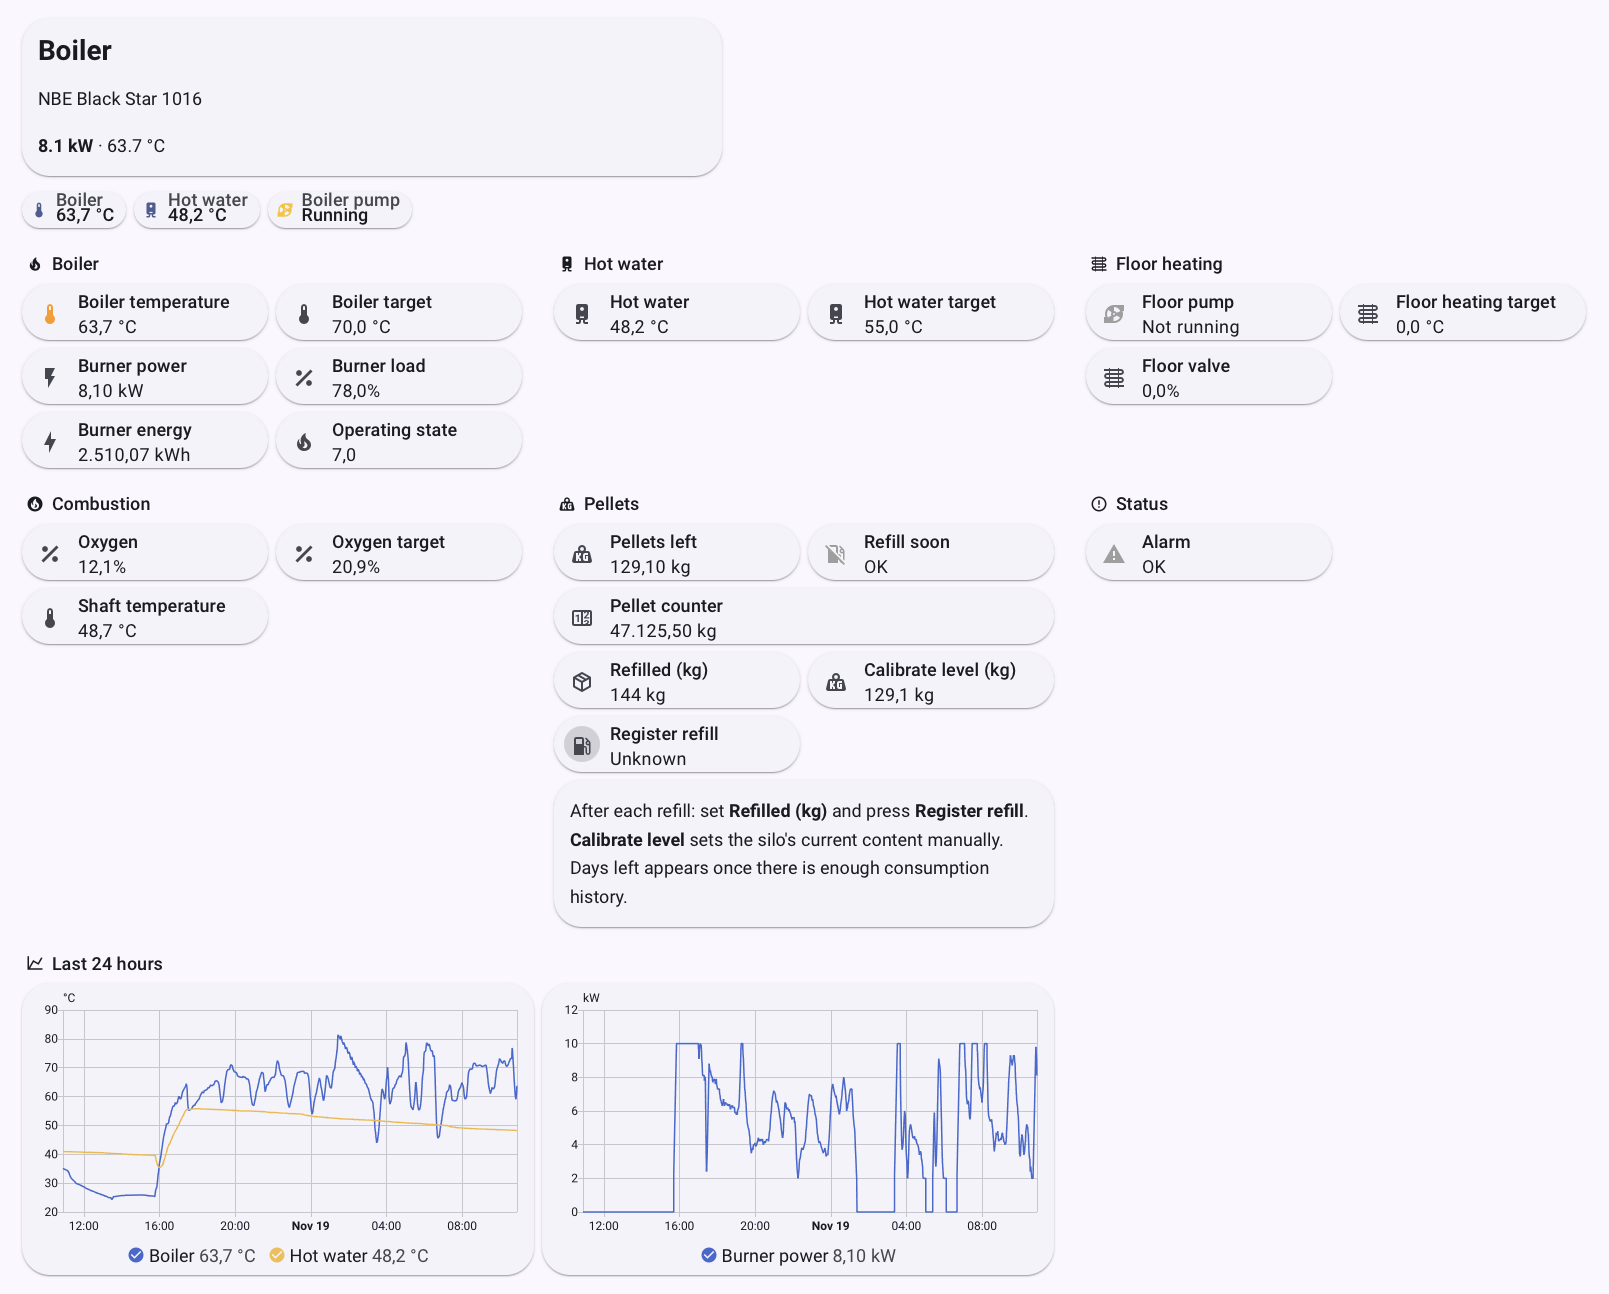 Boiler
NBE Black Star 1016
8.1 kW · 63.7 °C
Boiler
63,7 °C
Hot water
48,2 °C
Boiler pump
Running
Boiler
Boiler temperature
63,7 °C
Boiler target
70,0 °C
Burner power
8,10 kW
Burner load
78,0%
Burner energy
2.510,07 kWh
Operating state
7,0
Hot water
Hot water
48,2 °C
Hot water target
55,0 °C
Floor heating
Floor pump
Not running
Floor heating target
0,0 °C
Floor valve
0,0%
Combustion
Oxygen
12,1%
Oxygen target
20,9%
Shaft temperature
48,7 °C
Pellets
Pellets left
129,10 kg
Refill soon
OK
Pellet counter
47.125,50 kg
Refilled (kg)
144 kg
Calibrate level (kg)
129,1 kg
Register refill
Unknown
After each refill: set Refilled (kg) and press Register refill.
Calibrate level sets the silo's current content manually.
Days left appears once there is enough consumption
history.
Status
Alarm
OK
Last 24 hours
°C
90
80
70
60
50
40
30
20
12:00 16:00 20:00 Nov 19 04:00 08:00
Boiler 63,7 °C Hot water 48,2 °C
kW
12
10
8
6
4
2
0
12:00 16:00 20:00 Nov 19 04:00 08:00
Burner power 8,10 kW